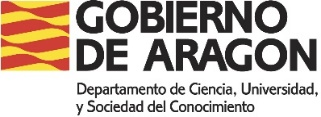 GOBIERNO
DE ARAGON
Departamento de Ciencia, Universidad,
y Sociedad del Conocimiento